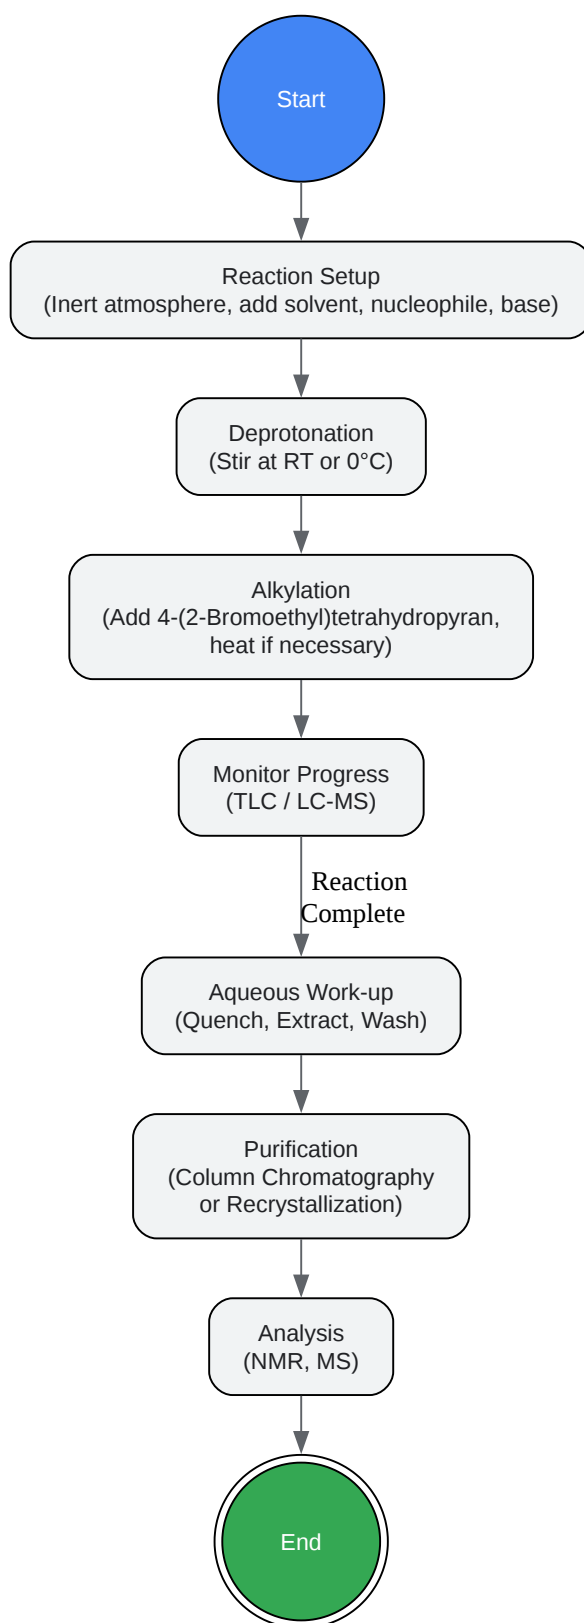 Start
Reaction Setup
(Inert atmosphere, add solvent, nucleophile, base)
Deprotonation
(Stir at RT or 0°C)
Alkylation
(Add 4-(2-Bromoethyl)tetrahydropyran,
heat if necessary)
Monitor Progress
(TLC / LC-MS)
Reaction
Complete
Aqueous Work-up
(Quench, Extract, Wash)
Purification
(Column Chromatography
or Recrystallization)
Analysis
(NMR, MS)
End